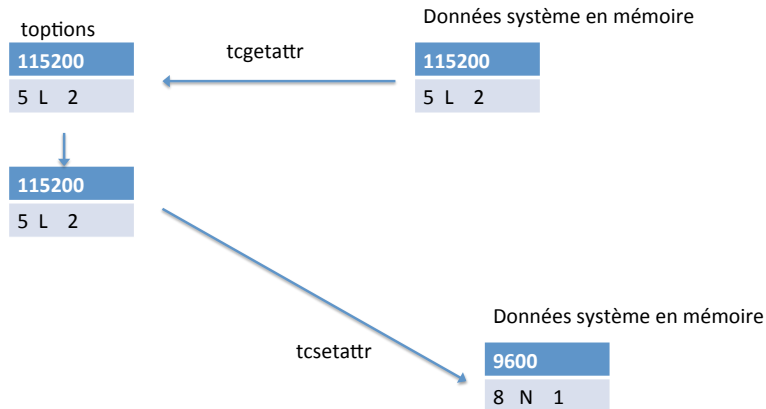 Données système en mémoire
toptions
tcgetattr
115200
5 L 2
115200
5 L 2
115200
5 L 2
Données système en mémoire
tcsetattr
9600
8 N 1